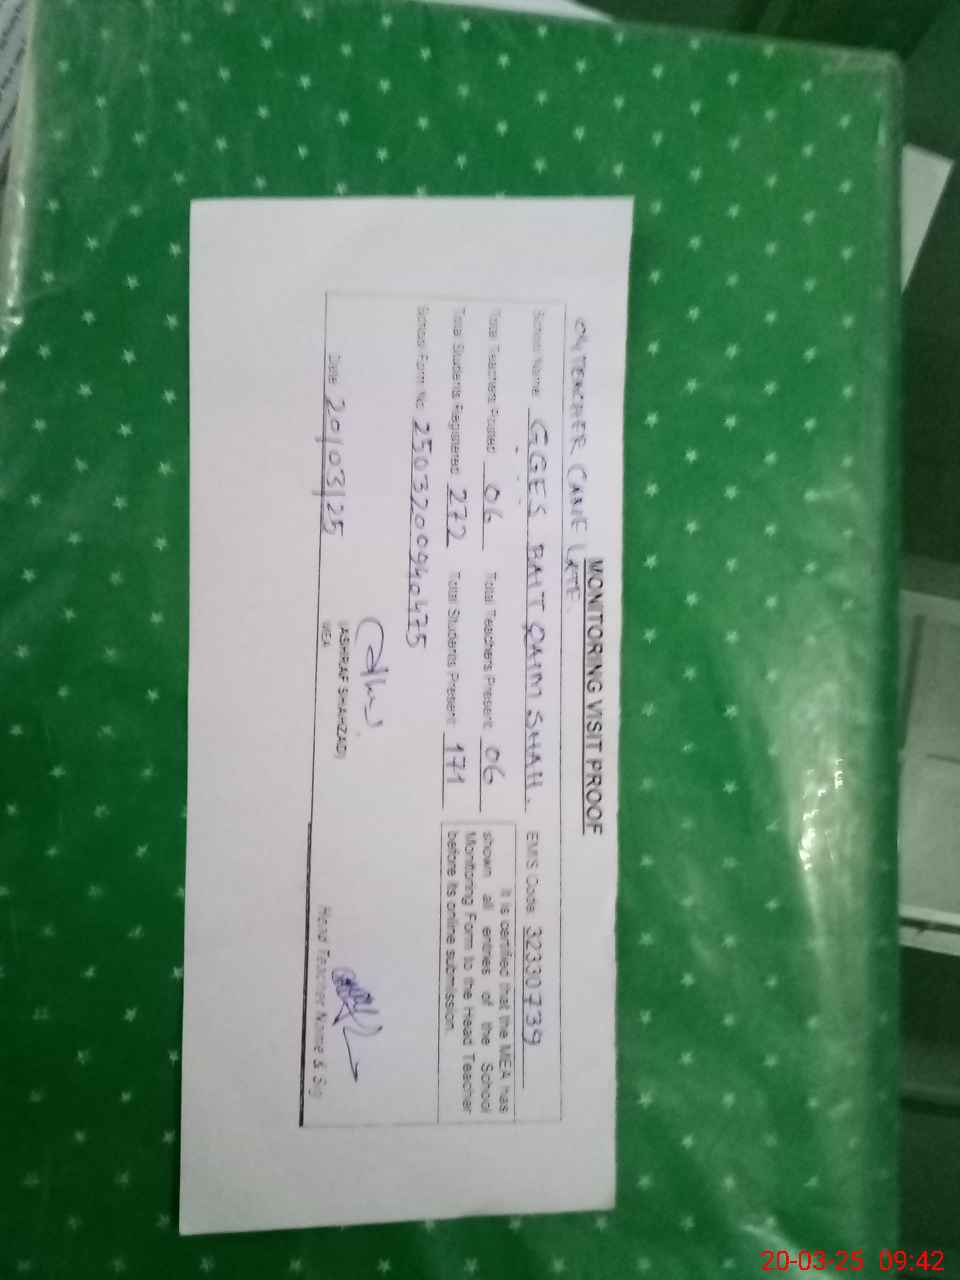 MONITORING VISIT PROOF
04 TEACHER CAME LATE.
School Name: GGES BAIT QAIM SHAH. EMIS Code: 32330739
Total Teachers Posted: 06 Total Teachers Present: 06
Total Students Registered: 272 Total Students Present: 171
School Form No: 2503200940475
It is certified that the MEA has
shown all entries of the School
Monitoring Form to the Head Teacher
before its online submission.
Date: 20/03/25
(ASHRAF SHAHZAD)
MEA
Head Teacher Name & Sig
20-03-25 09:42